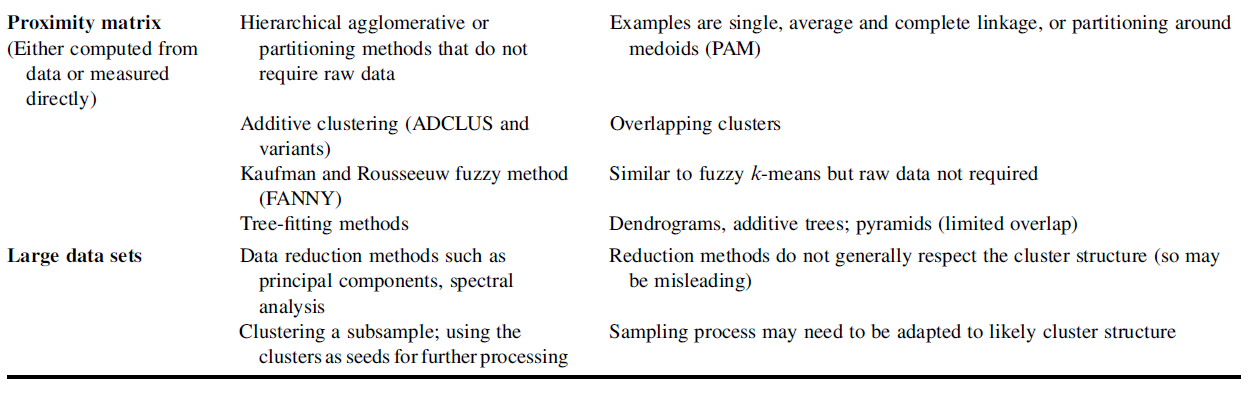 Proximity matrix
(Either computed from
data or measured
directly)
Hierarchical agglomerative or
partitioning methods that do not
require raw data
Examples are single, average and complete linkage, or partitioning around
medoids (PAM)
Additive clustering (ADCLUS and
variants)
Overlapping clusters
Kaufman and Rousseeuw fuzzy method
(FANNY)
Similar to fuzzy k-means but raw data not required
Tree-fitting methods
Dendrograms, additive trees; pyramids (limited overlap)
Large data sets
Data reduction methods such as
principal components, spectral
analysis
Reduction methods do not generally respect the cluster structure (so may
be misleading)
Clustering a subsample; using the
clusters as seeds for further processing
Sampling process may need to be adapted to likely cluster structure